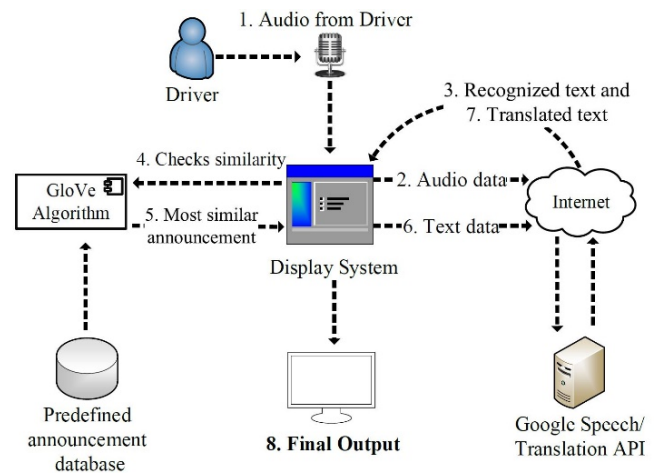 1. Audio from Driver
Driver
3. Recognized text and
7. Translated text
4. Checks similarity
GloVe
Algorithm
2. Audio data
Internet
5. Most similar
announcement
6. Text data
Display System
Predefined
announcement
database
8. Final Output
Google Speech/
Translation API